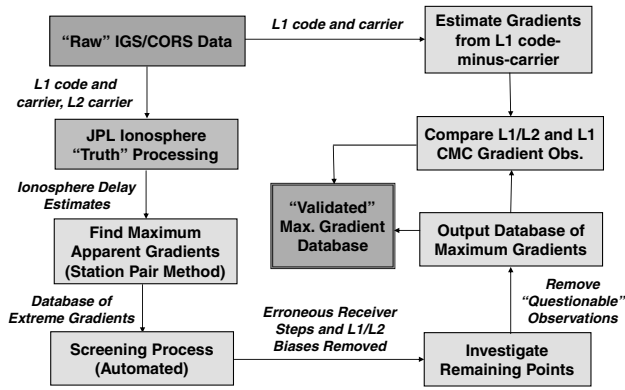 "Raw" IGS/CORS Data
L1 code and carrier
Estimate Gradients
from L1 code-
minus-carrier
L1 code and
carrier, L2 carrier
JPL Ionosphere
"Truth" Processing
Compare L1/L2 and L1
CMC Gradient Obs.
Ionosphere Delay
Estimates
"Validated"
Max. Gradient
Database
Find Maximum
Apparent Gradients
(Station Pair Method)
Output Database of
Maximum Gradients
Database of
Extreme Gradients
Erroneous Receiver
Steps and L1/L2
Biases Removed
Remove
"Questionable"
Observations
Screening Process
(Automated)
Investigate
Remaining Points